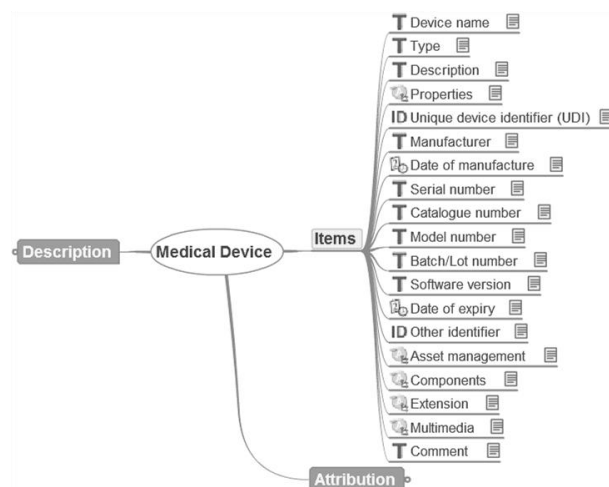 T Device name
T Type
T Description
Properties
ID Unique device identifier (UDI)
T Manufacturer
Date of manufacture
T Serial number
T Catalogue number
Items
T Model number
Description
Medical Device
T Batch/Lot number
T Software version
Date of expiry
ID Other identifier
Asset management
Components
Extension
Multimedia
T Comment
Attribution